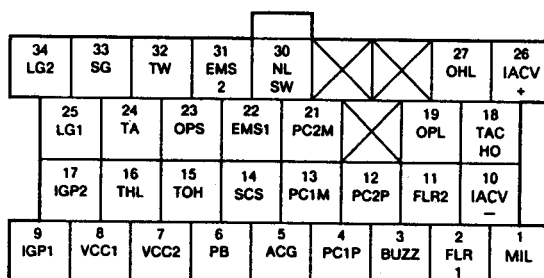 34 33 32 31 30 27 26
LG2 SG TW EMS NL OHL IACV
2 SW +
25 24 23 22 21 19 18
LG1 TA OPS EMS1 PC2M OPL TAC
HO
17 16 15 14 13 12 11 10
IGP2 THL TOH SCS PC1M PC2P FLR2 IACV
—
9 8 7 6 5 4 3 2 1
IGP1 VCC1 VCC2 PB ACG PC1P BUZZ FLR MIL
1